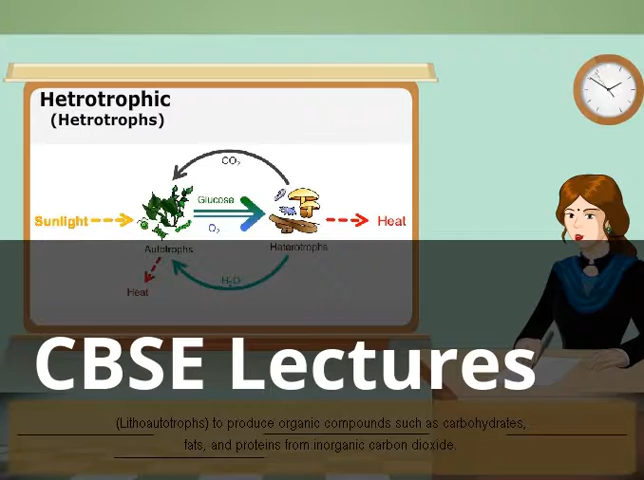 Hetrotrophic
(Hetrotrophs)
CO₂
Sunlight
Glucose
O₂
Heat
Autotrophs
Heterotrophs
H₂O
Heat
CBSE Lectures
(Lithoautotrophs) to produce organic compounds such as carbohydrates,
fats, and proteins from inorganic carbon dioxide.